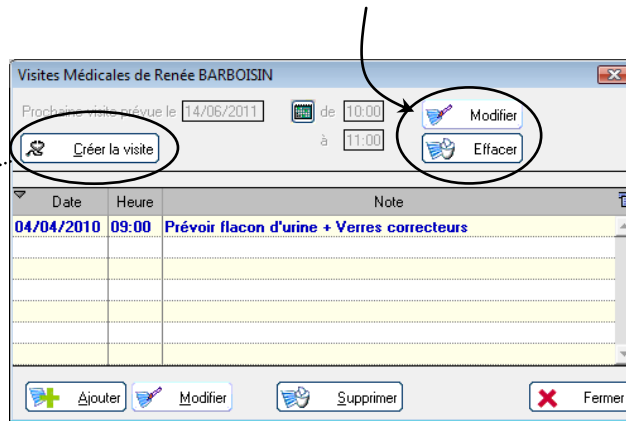 Visites Médicales de Renée BARBOISIN
Prochaine visite prévue le 14/06/2011 de 10:00
à 11:00
Modifier
Effacer
Créer la visite
Date Heure Note
04/04/2010 09:00 Prévoir flacon d'urine + Verres correcteurs
Ajouter Modifier Supprimer Fermer